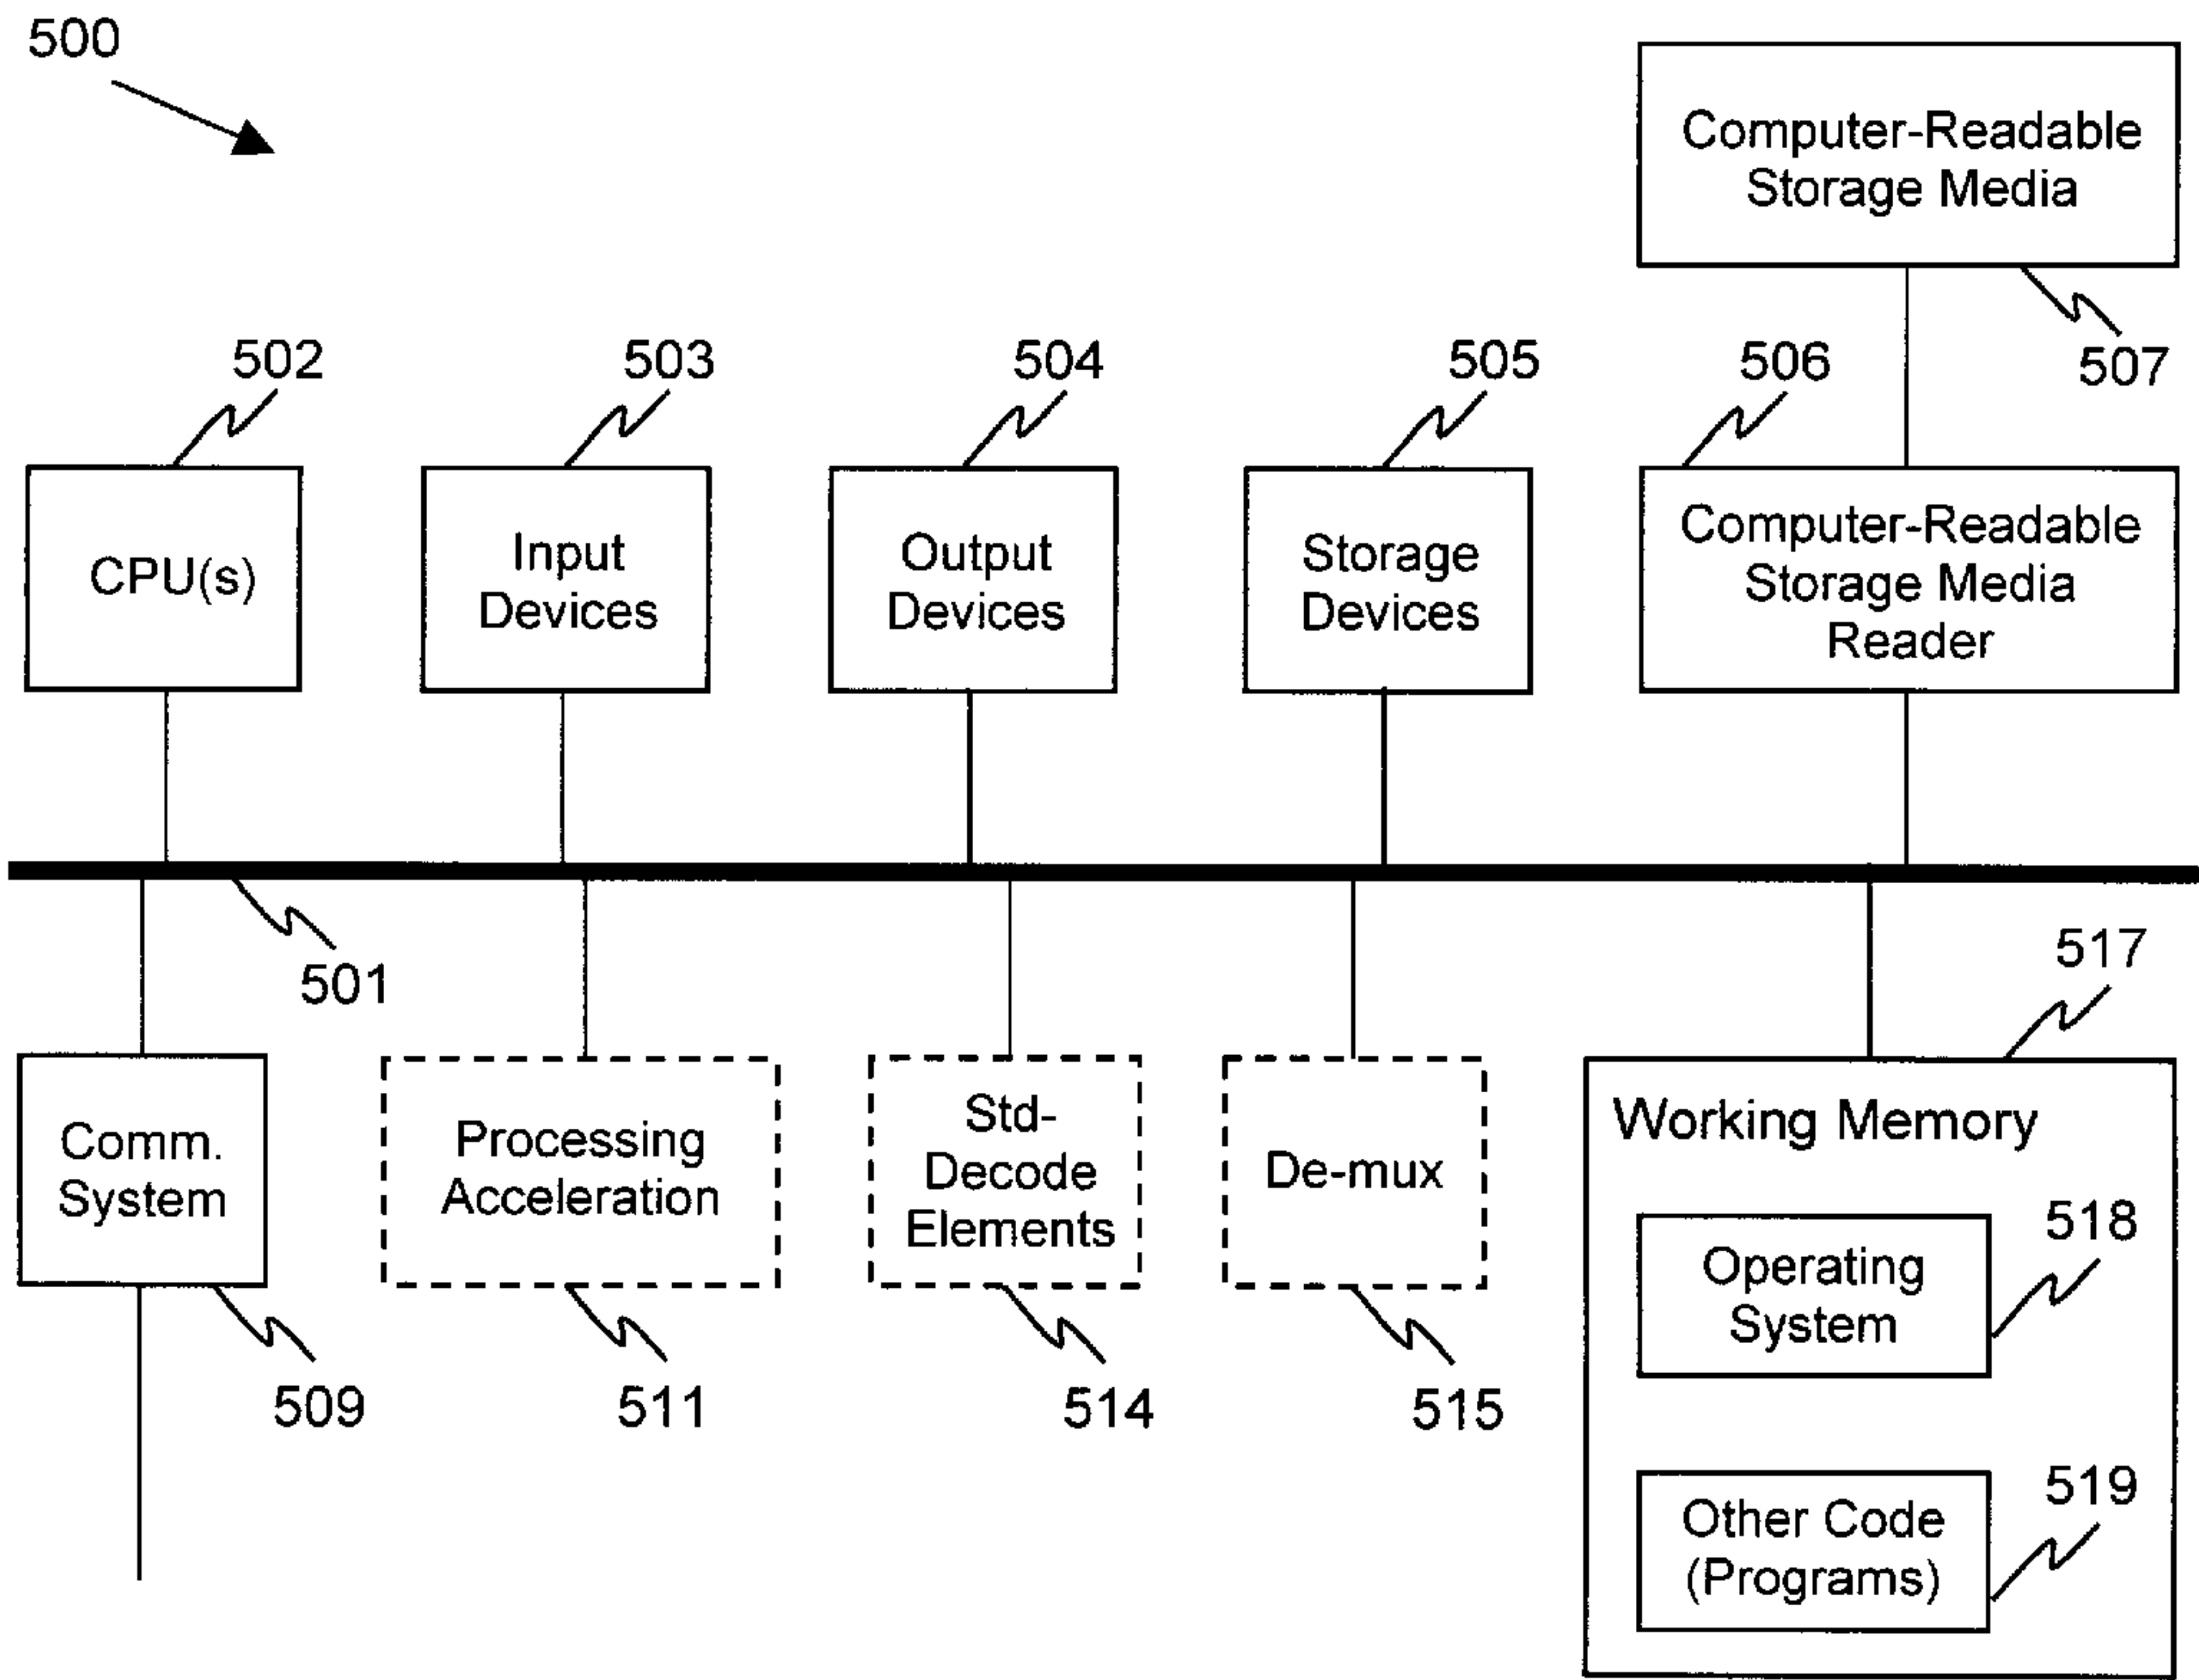 500
Computer-Readable
Storage Media
507
502
503
504
505
506
CPU(s)
Input
Devices
Output
Devices
Storage
Devices
Computer-Readable
Storage Media
Reader
501
517
Comm.
System
Processing
Acceleration
Std-
Decode
Elements
De-mux
Working Memory
Operating
System
518
509
511
514
515
Other Code
(Programs)
519